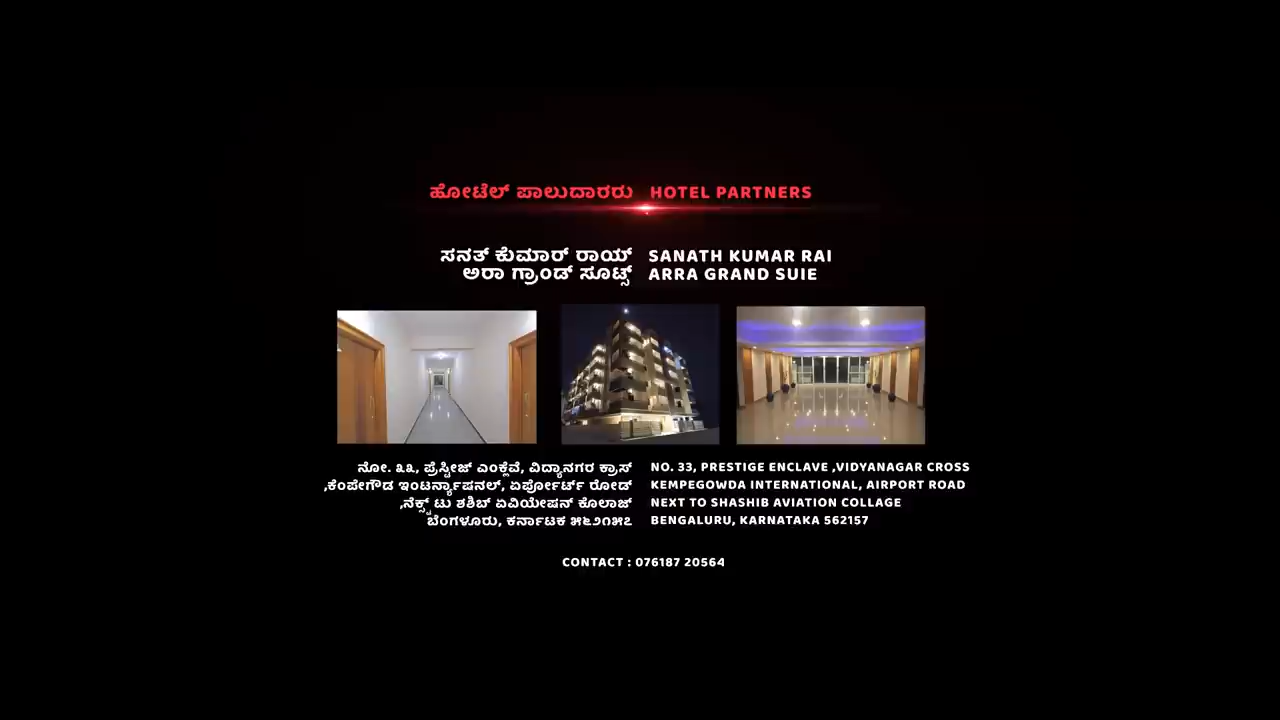 ಹೋಟೆಲ್ ಪಾಲುದಾರರು HOTEL PARTNERS
ಸನತ್ ಕುಮಾರ್ ರಾಯ್ SANATH KUMAR RAI
ಅರಾ ಗ್ರಾಂಡ್ ಸೂಟ್ಸ್ ARRA GRAND SUIE
ನೋ. ೩೩, ಪ್ರೆಸ್ಟೀಜ್ ಎಂಕ್ಲೆವೆ, ವಿದ್ಯಾನಗರ ಕ್ರಾಸ್ NO. 33, PRESTIGE ENCLAVE ,VIDYANAGAR CROSS
,ಕೆಂಪೇಗೌಡ ಇಂಟರ್ನ್ಯಾಷನಲ್, ಏರ್ಪೋರ್ಟ್ ರೋಡ್ KEMPEGOWDA INTERNATIONAL, AIRPORT ROAD
,ನೆಕ್ಸ್ಟ್ ಟು ಶಶಿಬ್ ಏವಿಯೇಷನ್ ಕೊಲಾಜ್ NEXT TO SHASHIB AVIATION COLLAGE
ಬೆಂಗಳೂರು, ಕರ್ನಾಟಕ ೫೬೨೧೫೭ BENGALURU, KARNATAKA 562157
CONTACT : 076187 20564